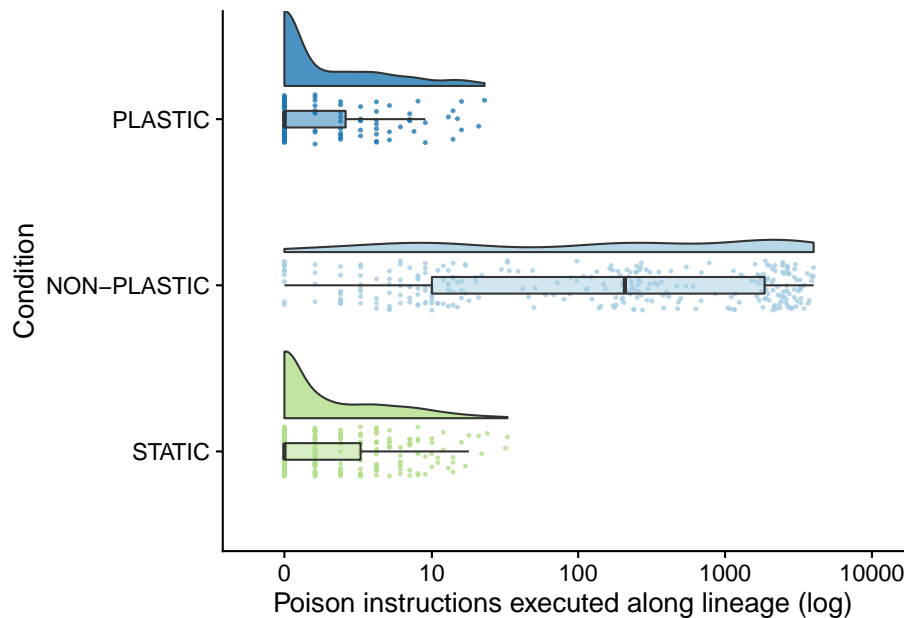 Condition
PLASTIC
NON−PLASTIC
STATIC
0 10 100 1000 10000
Poison instructions executed along lineage (log)